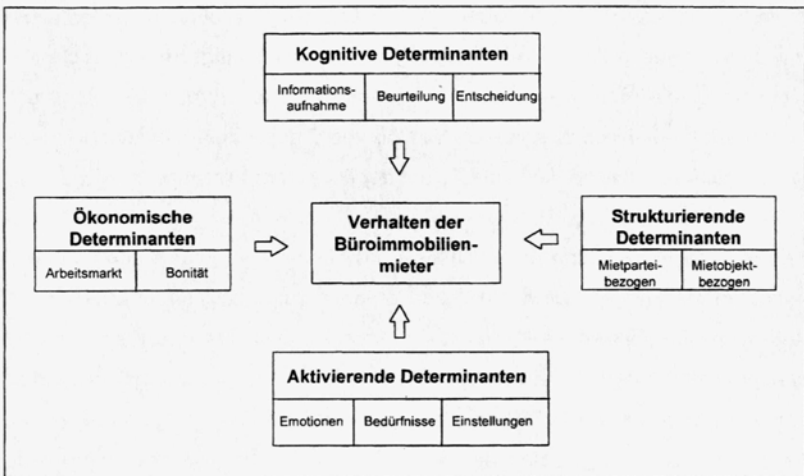 Kognitive Determinanten
Informations-
aufnahme
Beurteilung
Entscheidung
Ökonomische
Determinanten
Arbeitsmarkt
Bonität
Verhalten der
Büroimmobilien-
mieter
Strukturierende
Determinanten
Mietpartei-
bezogen
Mietobjekt-
bezogen
Aktivierende Determinanten
Emotionen
Bedürfnisse
Einstellungen